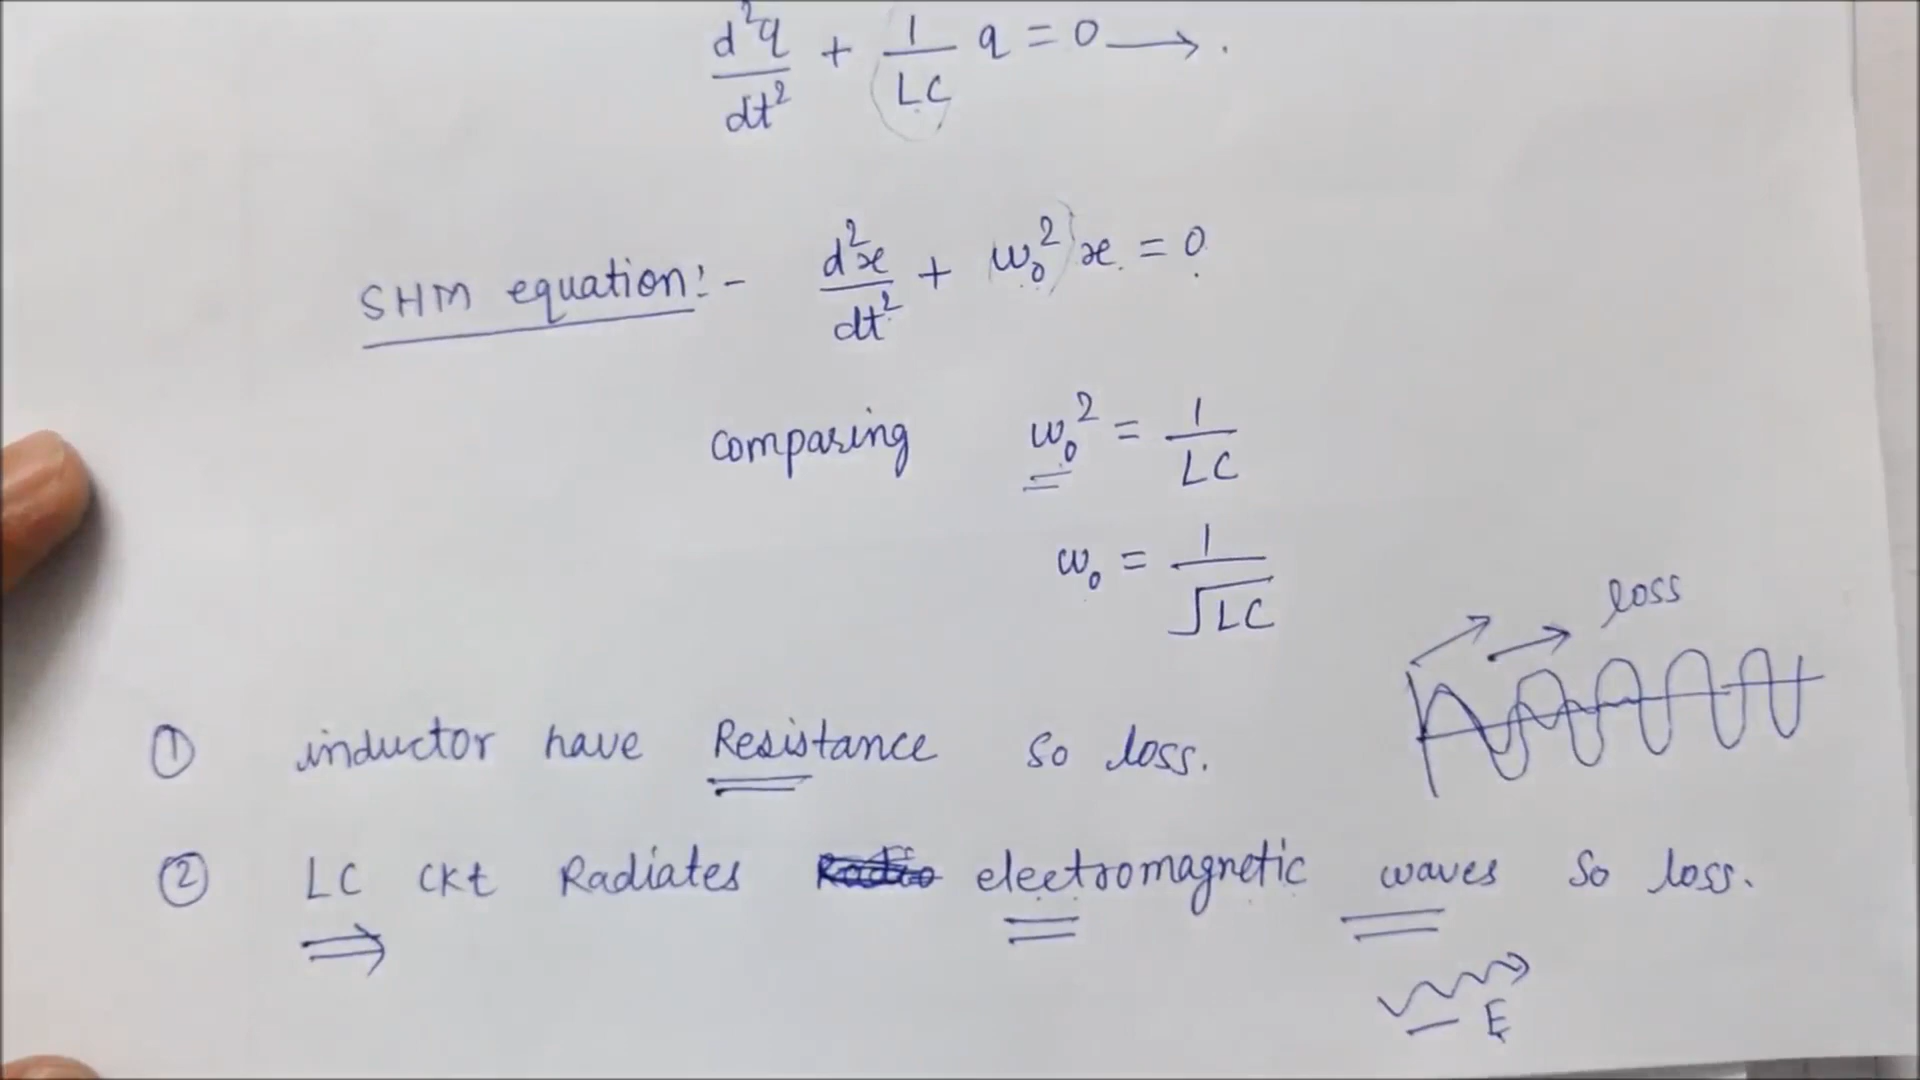 d²q/dt² + 1/LC q = 0 ⟶ .
SHM equation:- d²x/dt² + w₀² x = 0
comparing w₀² = 1/LC
w₀ = 1/√LC
loss
① inductor have Resistance so loss.
② LC ckt Radiates electromagnetic waves so loss.
E